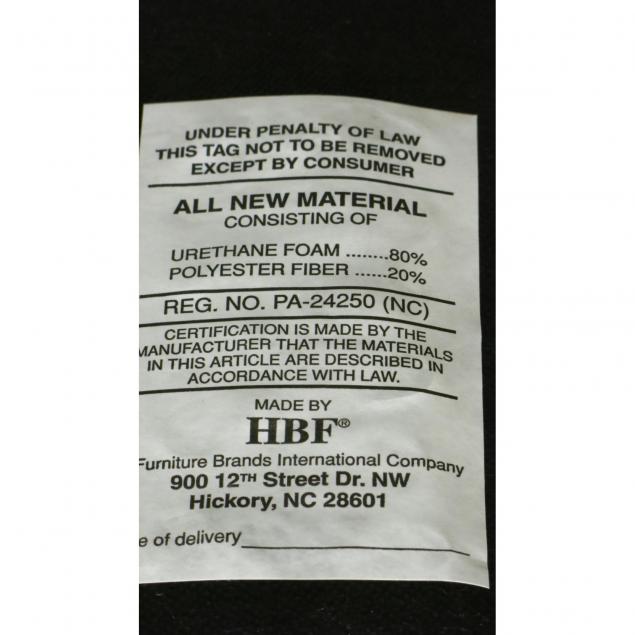 UNDER PENALTY OF LAW
THIS TAG NOT TO BE REMOVED
EXCEPT BY CONSUMER
ALL NEW MATERIAL
CONSISTING OF
URETHANE FOAM ........80%
POLYESTER FIBER ......20%
REG. NO. PA-24250 (NC)
CERTIFICATION IS MADE BY THE
MANUFACTURER THAT THE MATERIALS
IN THIS ARTICLE ARE DESCRIBED IN
ACCORDANCE WITH LAW.
MADE BY
HBF®
Furniture Brands International Company
900 12TH Street Dr. NW
Hickory, NC 28601
e of delivery